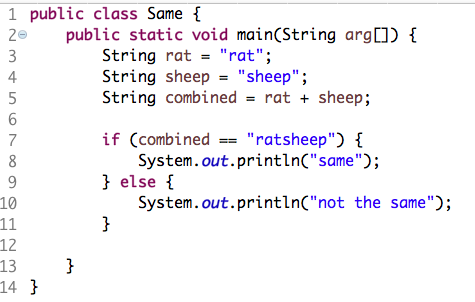 1 public class Same {
2 public static void main(String arg[]) {
3 String rat = "rat";
4 String sheep = "sheep";
5 String combined = rat + sheep;
6
7 if (combined == "ratsheep") {
8 System.out.println("same");
9 } else {
10 System.out.println("not the same");
11 }
12
13 }
14 }